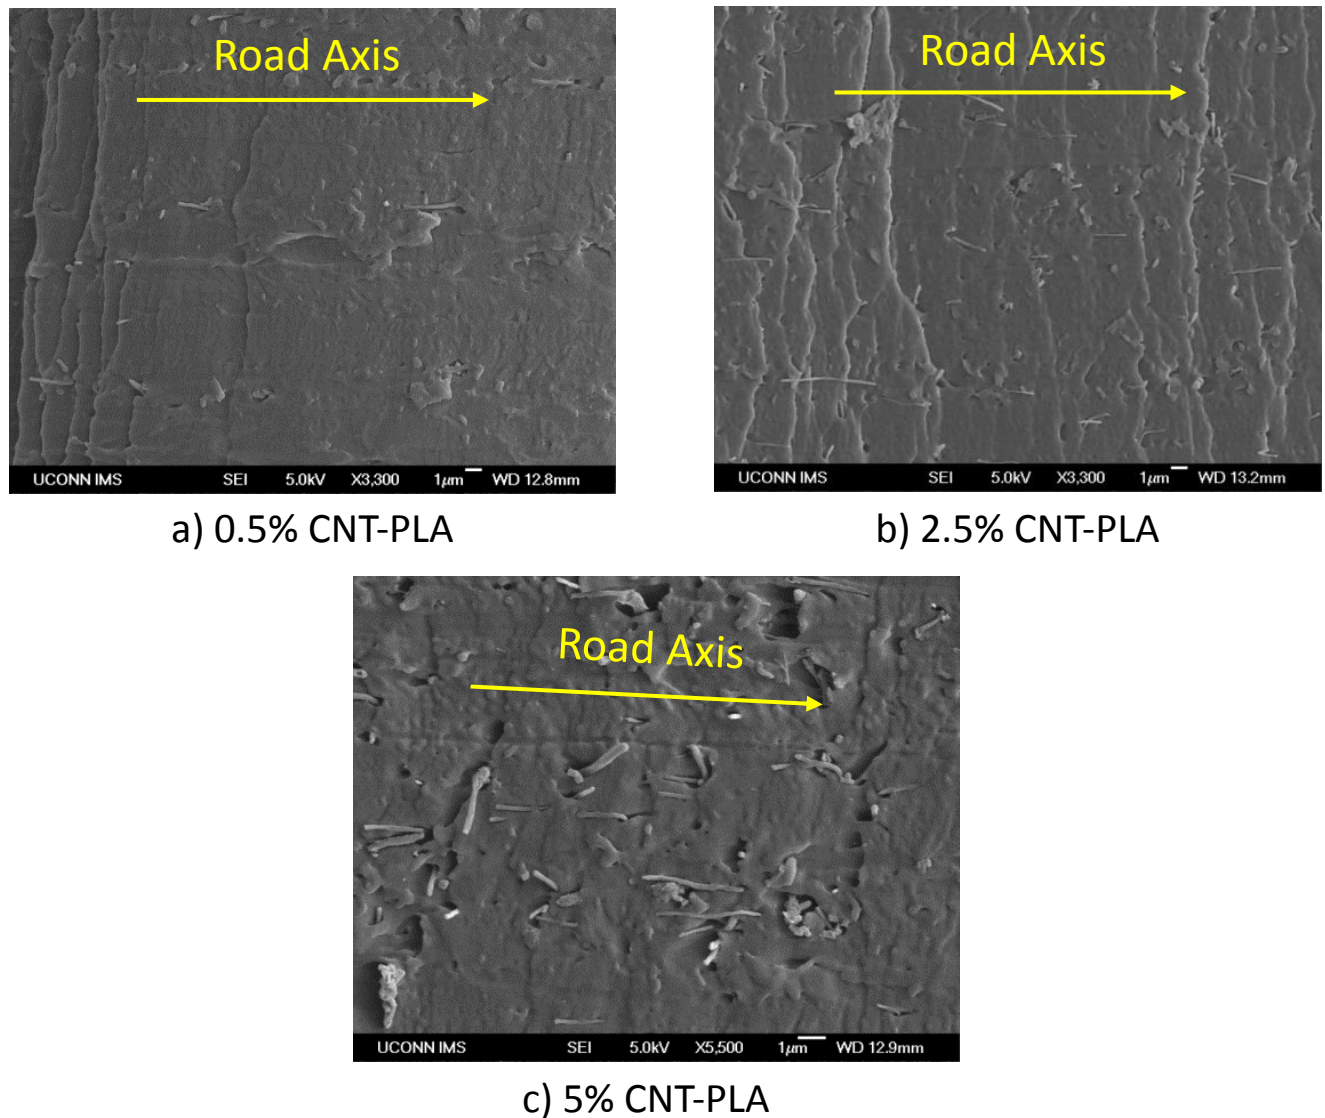 Road Axis
UCONN IMS SEI 5.0kV X3,300 1μm WD 12.8mm
a) 0.5% CNT-PLA
Road Axis
UCONN IMS SEI 5.0kV X3,300 1μm WD 13.2mm
b) 2.5% CNT-PLA
Road Axis
UCONN IMS SEI 5.0kV X5,500 1μm WD 12.9mm
c) 5% CNT-PLA